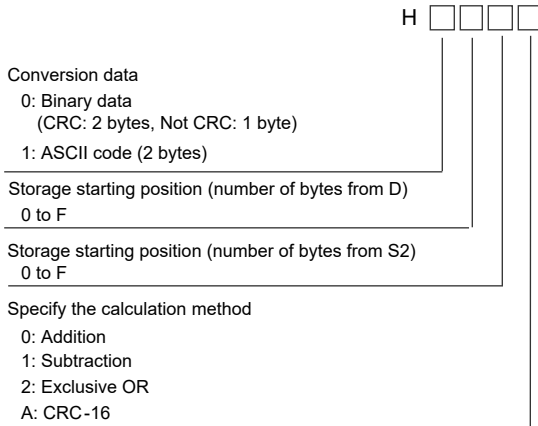 H □□□□
Conversion data
0: Binary data
(CRC: 2 bytes, Not CRC: 1 byte)
1: ASCII code (2 bytes)
Storage starting position (number of bytes from D)
0 to F
Storage starting position (number of bytes from S2)
0 to F
Specify the calculation method
0: Addition
1: Subtraction
2: Exclusive OR
A: CRC-16